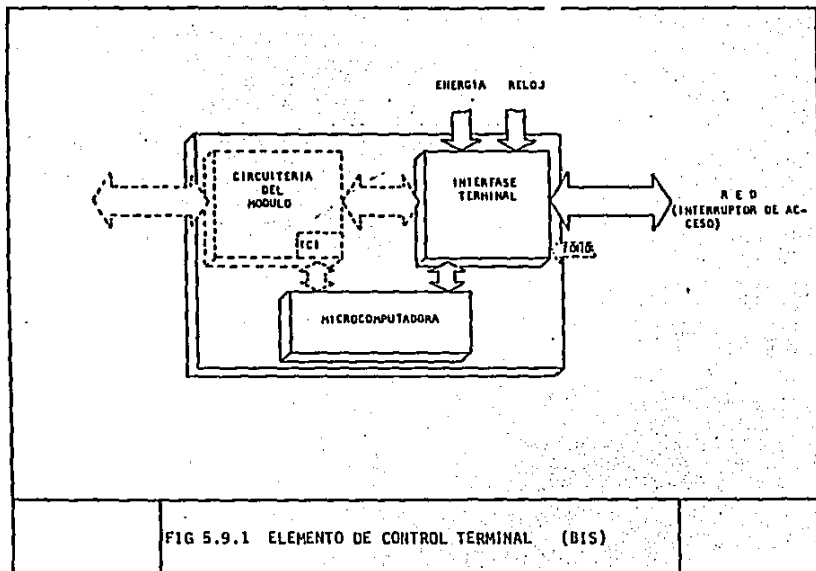 ENERGIA RELOJ
CIRCUITERIA
DEL
MODULO
ICI
INTERFASE
TERMINAL
R E D
(INTERRUPTOR DE AC-
CESO)
MICROCOMPUTADORA
FIG 5.9.1 ELEMENTO DE CONTROL TERMINAL (BIS)